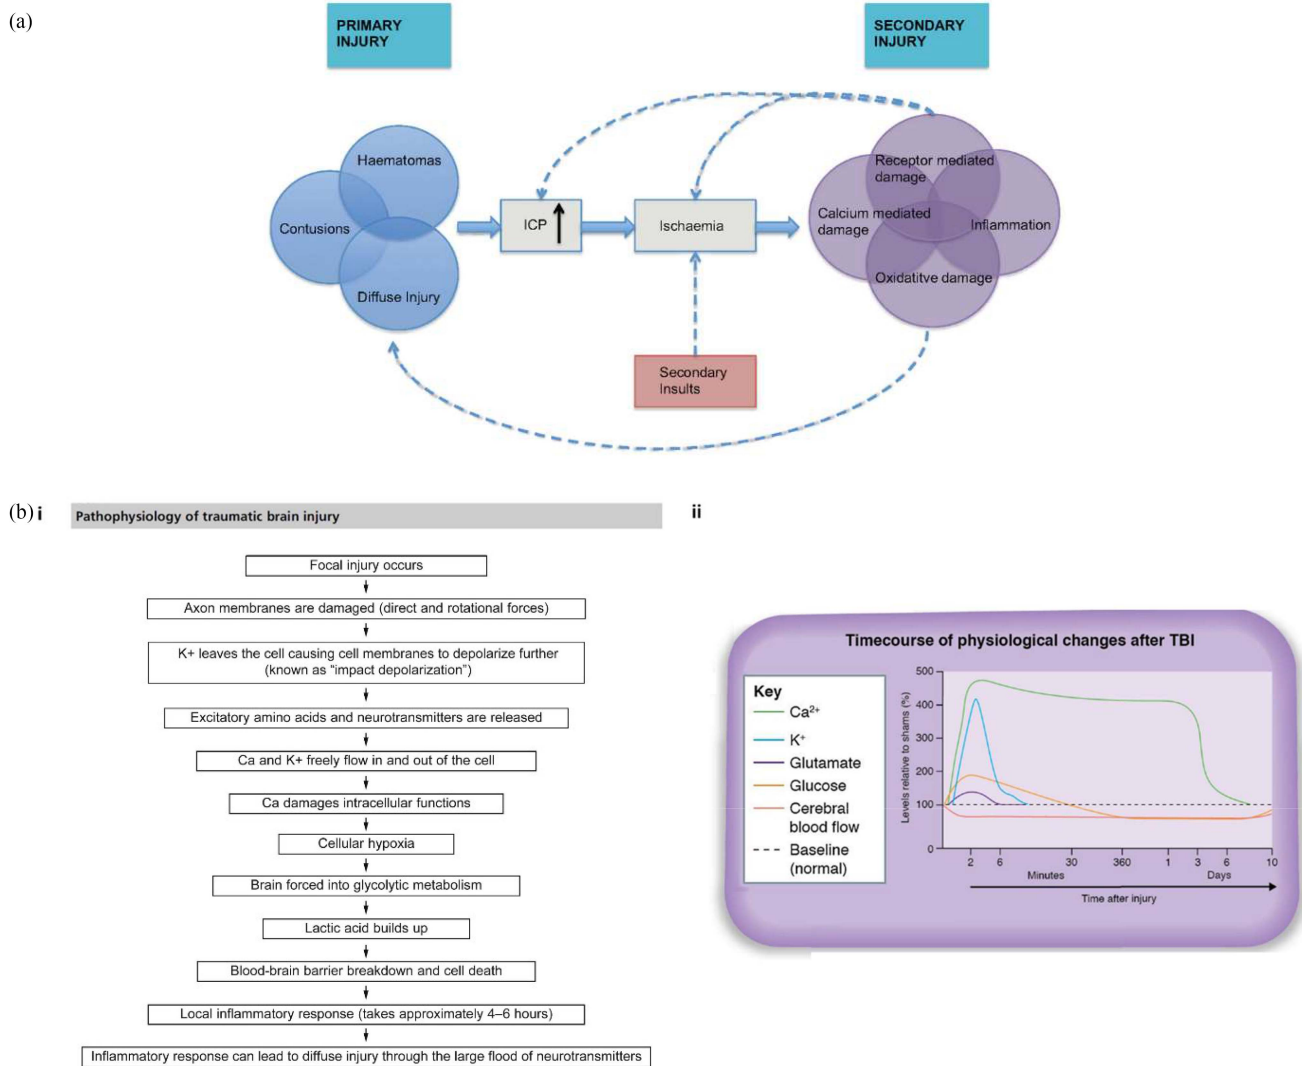 (a)
PRIMARY
INJURY
SECONDARY
INJURY
Haematomas
Contusions
Diffuse Injury
ICP
Ischaemia
Secondary
Insults
Receptor mediated
damage
Calcium mediated
damage
Inflammation
Oxidatitve damage
(b) i
Pathophysiology of traumatic brain injury
Focal injury occurs
Axon membranes are damaged (direct and rotational forces)
K+ leaves the cell causing cell membranes to depolarize further
(known as “impact depolarization”)
Excitatory amino acids and neurotransmitters are released
Ca and K+ freely flow in and out of the cell
Ca damages intracellular functions
Cellular hypoxia
Brain forced into glycolytic metabolism
Lactic acid builds up
Blood-brain barrier breakdown and cell death
Local inflammatory response (takes approximately 4–6 hours)
Inflammatory response can lead to diffuse injury through the large flood of neurotransmitters
ii
Timecourse of physiological changes after TBI
Key
Ca²⁺
K⁺
Glutamate
Glucose
Cerebral
blood flow
Baseline
(normal)
Levels relative to shams (%)
500
400
300
200
100
0
2 6 30 360 1 3 6 10
Minutes Days
Time after injury